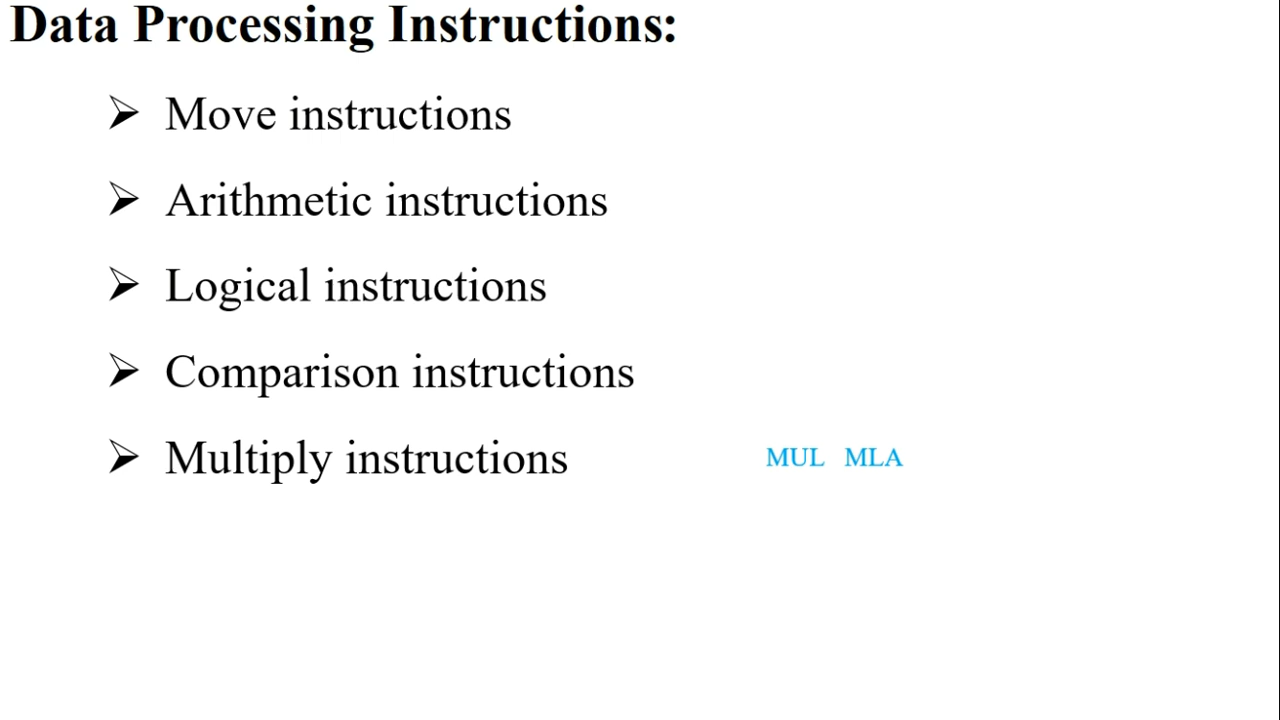 Data Processing Instructions:
➢ Move instructions
➢ Arithmetic instructions
➢ Logical instructions
➢ Comparison instructions
➢ Multiply instructions MUL MLA